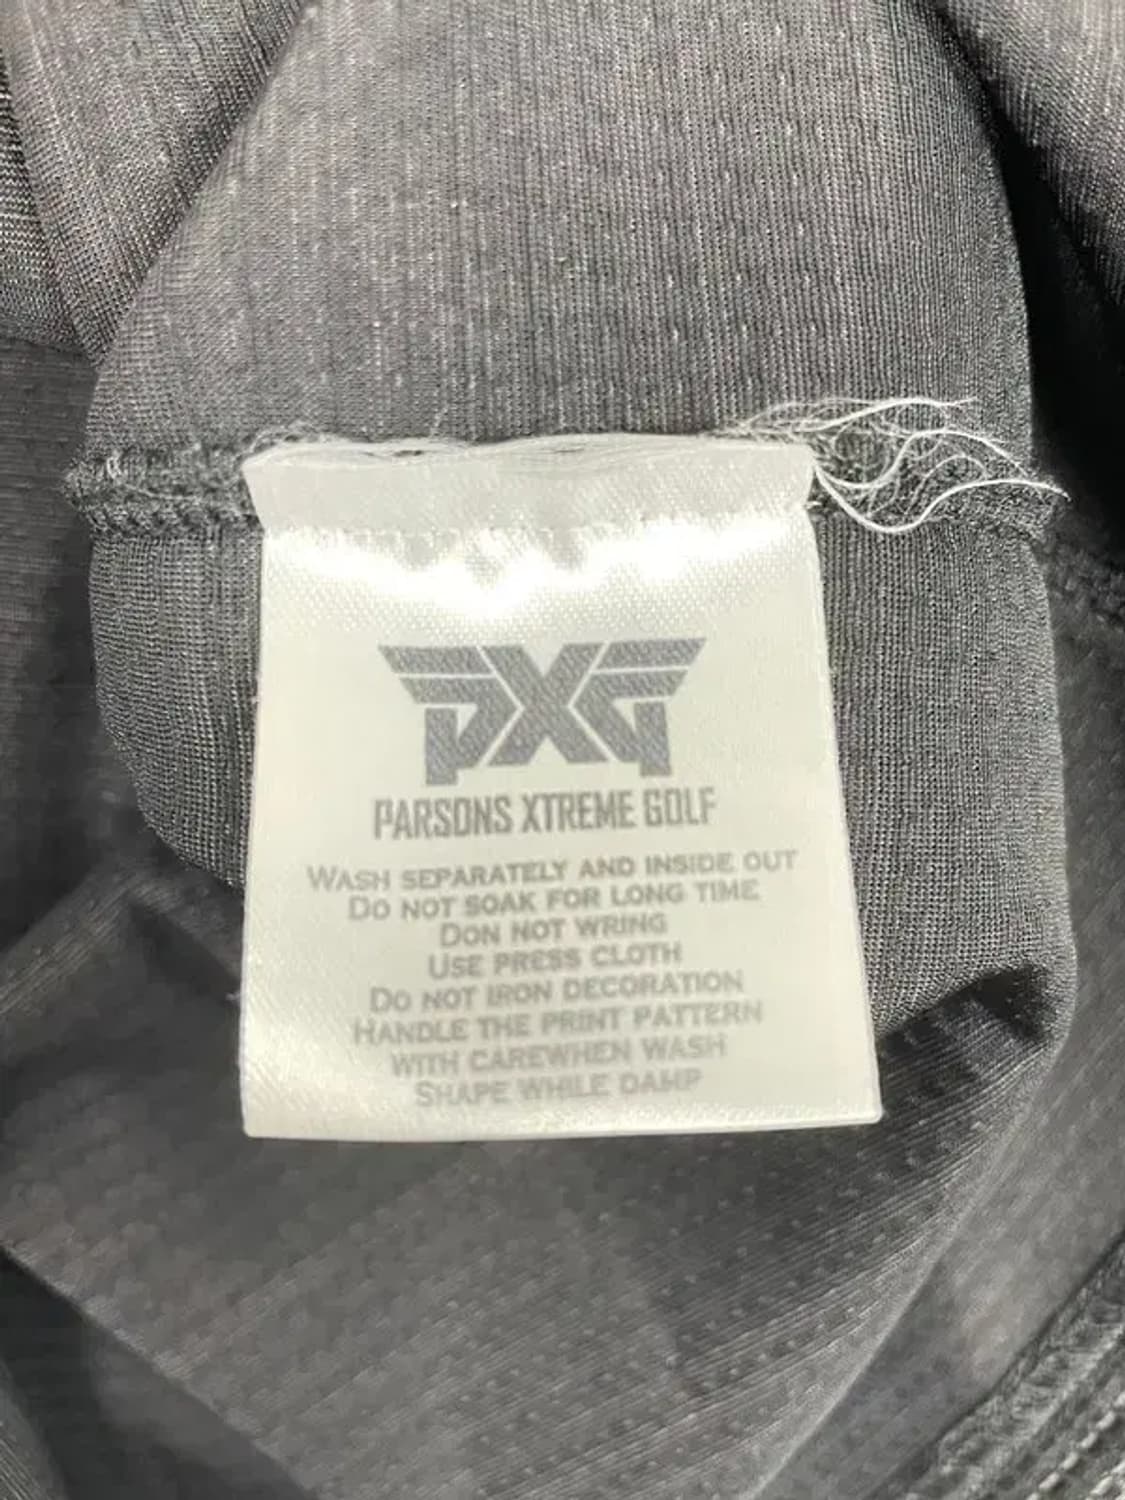 PXG
PARSONS XTREME GOLF
WASH SEPARATELY AND INSIDE OUT
DO NOT SOAK FOR LONG TIME
DON NOT WRING
USE PRESS CLOTH
DO NOT IRON DECORATION
HANDLE THE PRINT PATTERN
WITH CAREWHEN WASH
SHAPE WHILE DAMP